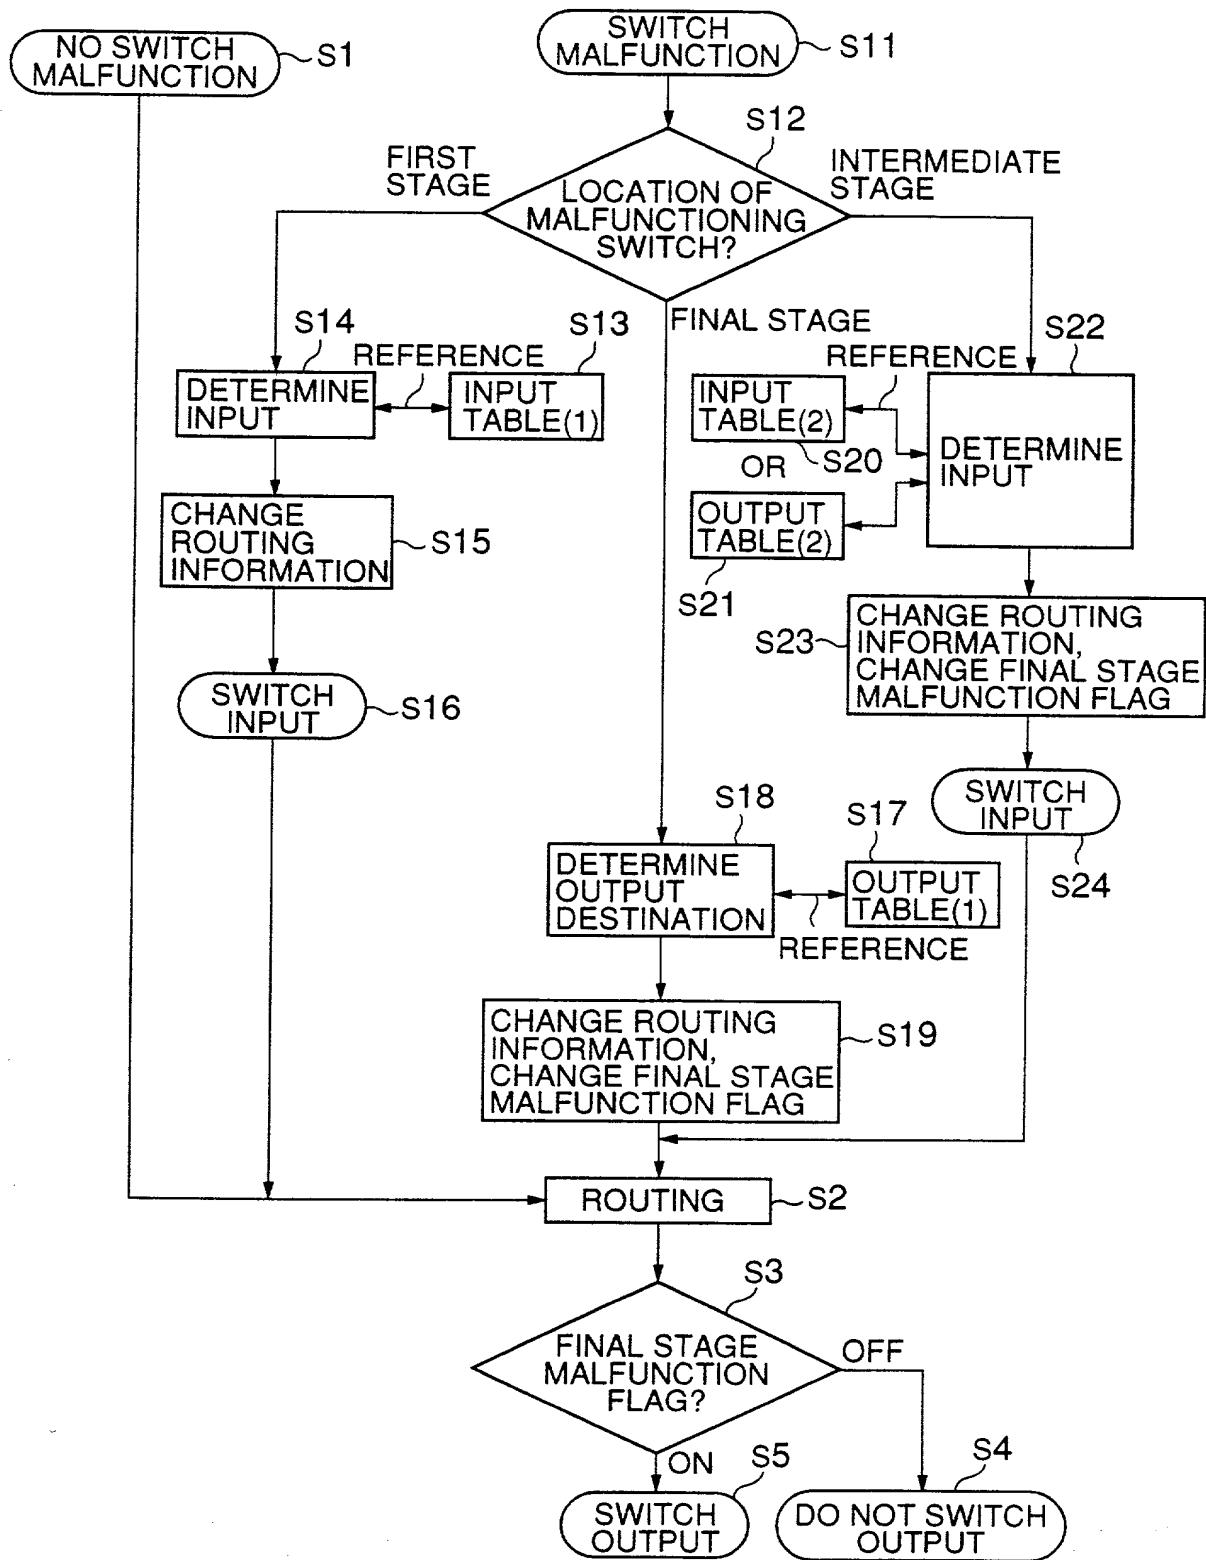 NO SWITCH
MALFUNCTION
S1
SWITCH
MALFUNCTION
S11
S12
FIRST
STAGE
LOCATION OF
MALFUNCTIONING
SWITCH?
INTERMEDIATE
STAGE
FINAL STAGE
S14
REFERENCE
S13
DETERMINE
INPUT
INPUT
TABLE(1)
REFERENCE
S22
INPUT
TABLE(2)
S20
OR
DETERMINE
INPUT
OUTPUT
TABLE(2)
S21
CHANGE
ROUTING
INFORMATION
S15
S23
CHANGE ROUTING
INFORMATION,
CHANGE FINAL STAGE
MALFUNCTION FLAG
SWITCH
INPUT
S16
SWITCH
INPUT
S24
S18
S17
DETERMINE
OUTPUT
DESTINATION
OUTPUT
TABLE(1)
REFERENCE
CHANGE ROUTING
INFORMATION,
CHANGE FINAL STAGE
MALFUNCTION FLAG
S19
ROUTING
S2
S3
FINAL STAGE
MALFUNCTION
FLAG?
OFF
ON
S5
S4
SWITCH
OUTPUT
DO NOT SWITCH
OUTPUT